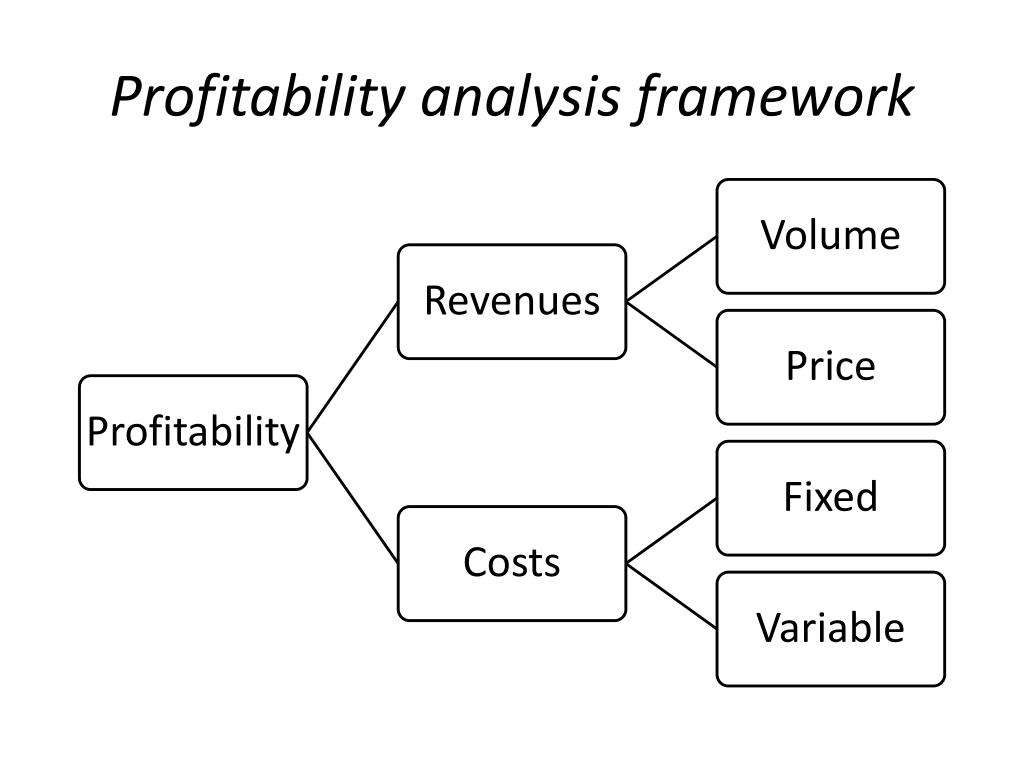 Profitability analysis framework
Profitability
Revenues
Volume
Price
Costs
Fixed
Variable